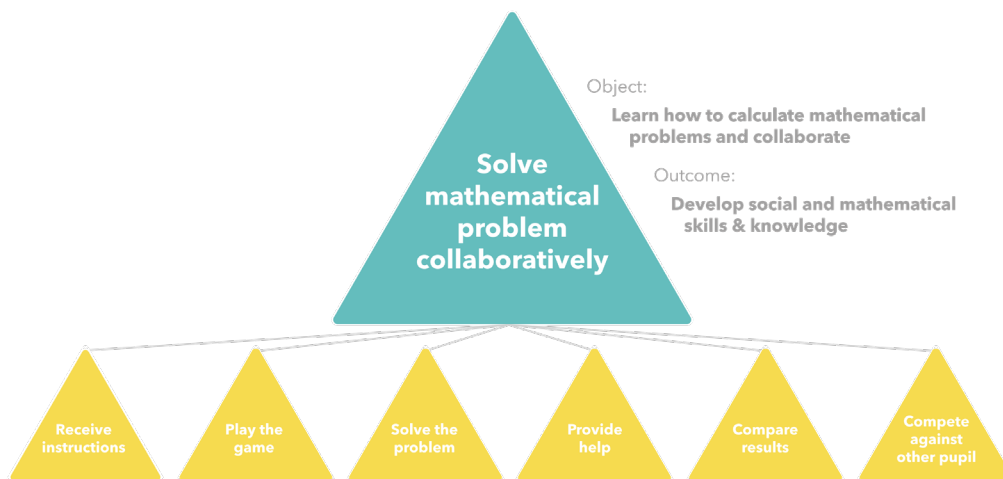 Object:
Learn how to calculate mathematical
problems and collaborate
Solve
mathematical
problem
collaboratively
Outcome:
Develop social and mathematical
skills & knowledge
Receive
instructions
Play the
game
Solve the
problem
Provide
help
Compare
results
Compete
against
other pupil